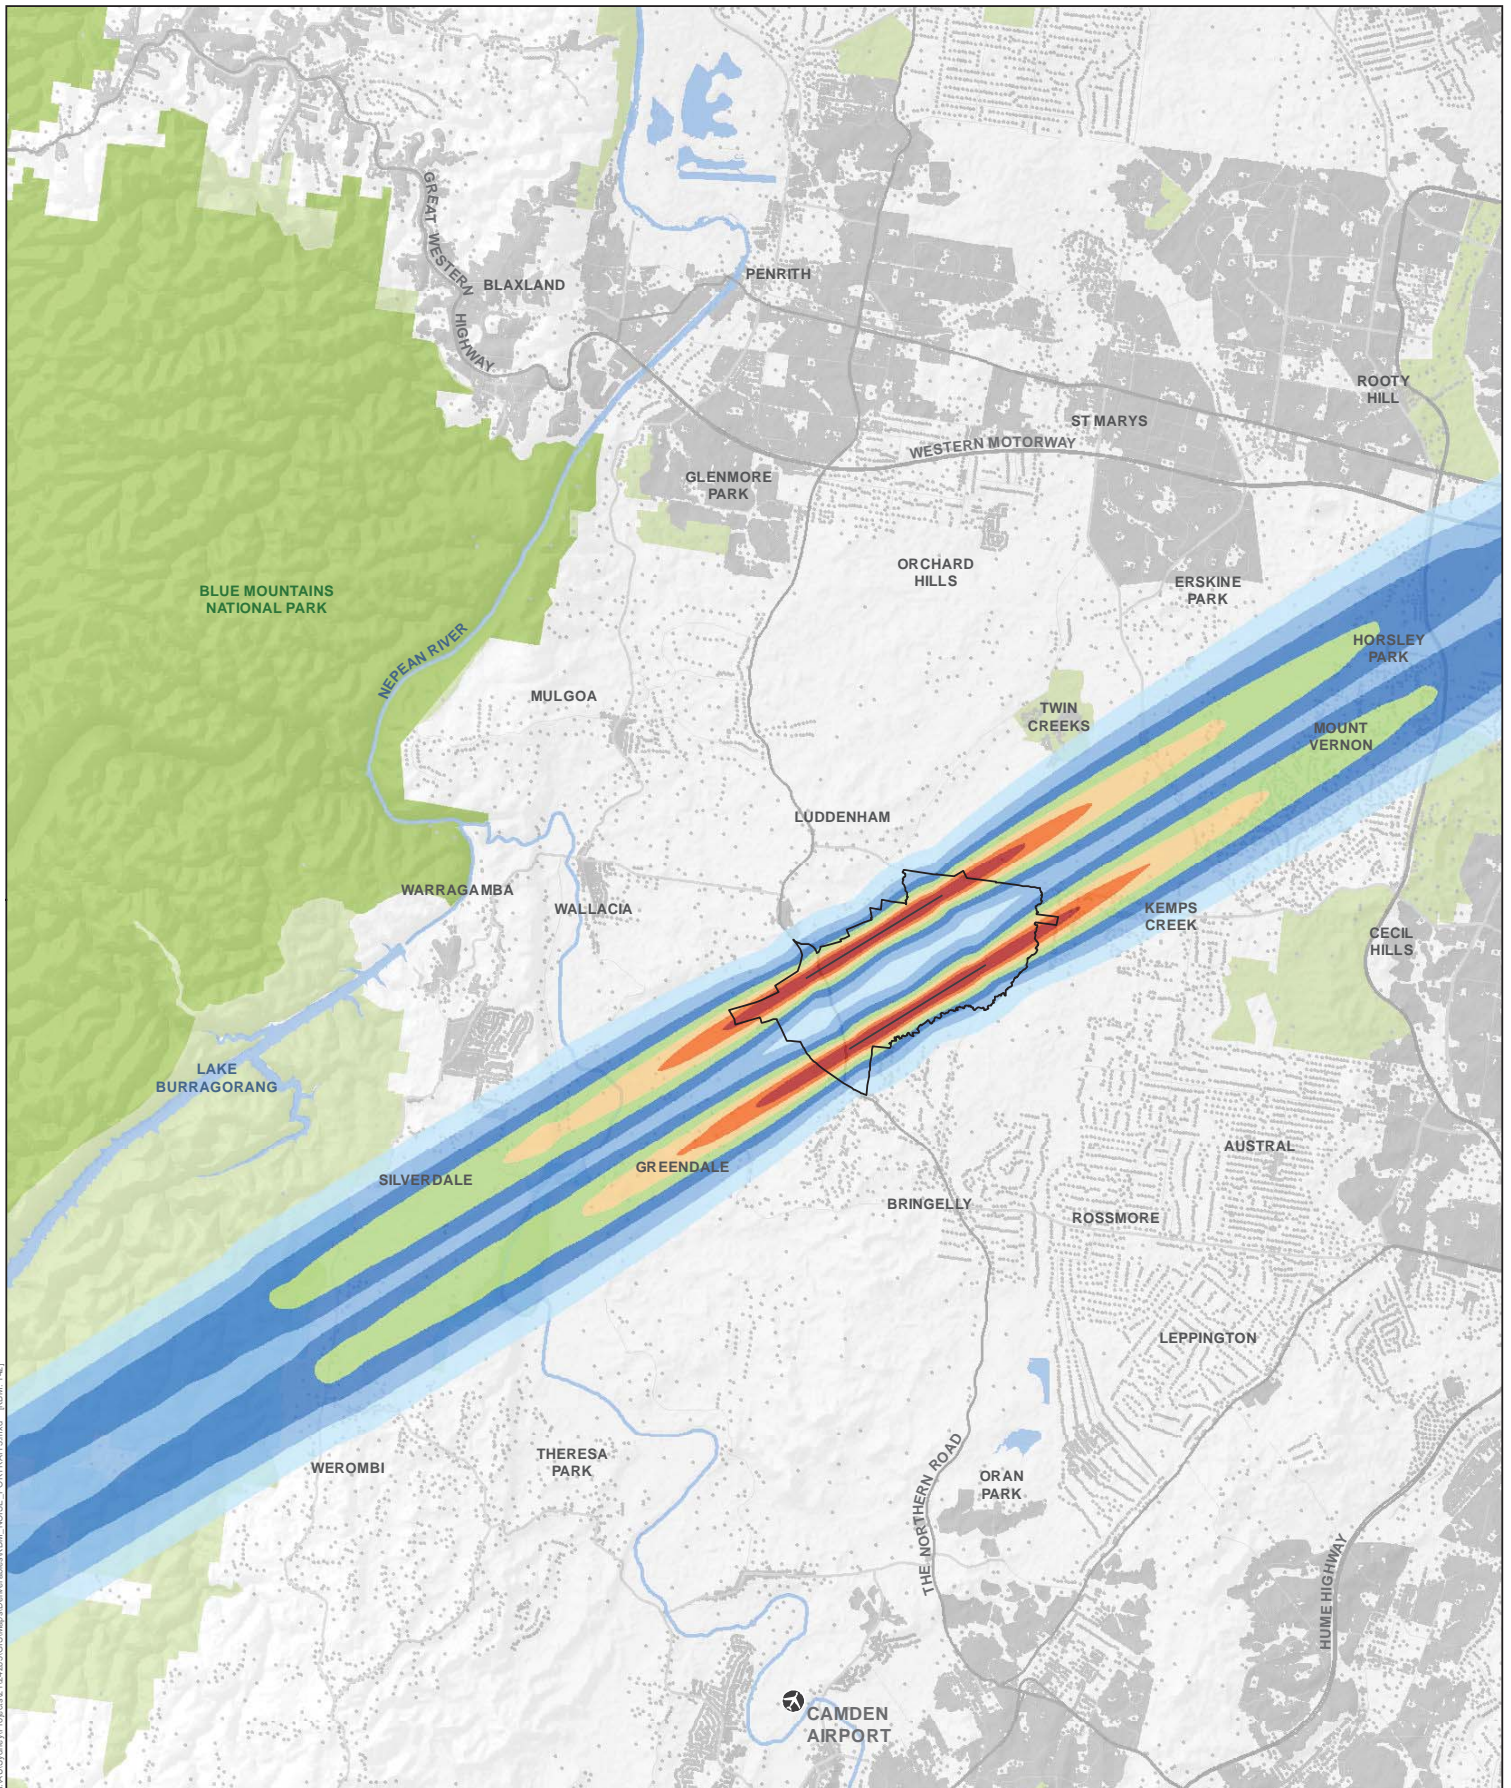 GREAT WESTERN HIGHWAY
BLAXLAND
PENRITH
ROOTY
HILL
ST MARYS
WESTERN MOTORWAY
GLENMORE
PARK
ORCHARD
HILLS
ERSKINE
PARK
BLUE MOUNTAINS
NATIONAL PARK
NEPEAN RIVER
HORSLEY
PARK
MULGOA
TWIN
CREEKS
MOUNT
VERNON
LUDDENHAM
WARRAGAMBA
WALLACIA
KEMPS
CREEK
CECIL
HILLS
LAKE
BURRAGORANG
AUSTRAL
SILVERDALE
GREENDALE
BRINGELLY
ROSSMORE
LEPPINGTON
THERESA
PARK
WEROMBI
THE NORTHERN ROAD
ORAN
PARK
HUME HIGHWAY
CAMDEN
AIRPORT